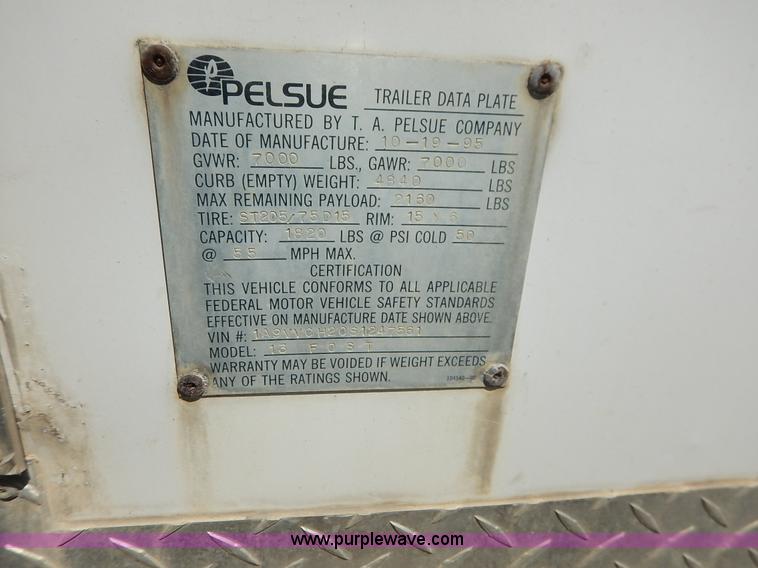 PELSUE TRAILER DATA PLATE
MANUFACTURED BY T. A. PELSUE COMPANY
DATE OF MANUFACTURE: 10-19-95
GVWR: 7000 LBS., GAWR: 7000 LBS
CURB (EMPTY) WEIGHT: 4840 LBS
MAX REMAINING PAYLOAD: 2160 LBS
TIRE: ST205/75D15 RIM: 15 X 6
CAPACITY: 1820 LBS @ PSI COLD 50
@ 55 MPH MAX.
CERTIFICATION
THIS VEHICLE CONFORMS TO ALL APPLICABLE
FEDERAL MOTOR VEHICLE SAFETY STANDARDS
EFFECTIVE ON MANUFACTURE DATE SHOWN ABOVE.
VIN #:
MODEL: 16 FOST
WARRANTY MAY BE VOIDED IF WEIGHT EXCEEDS
ANY OF THE RATINGS SHOWN.
www.purplewave.com